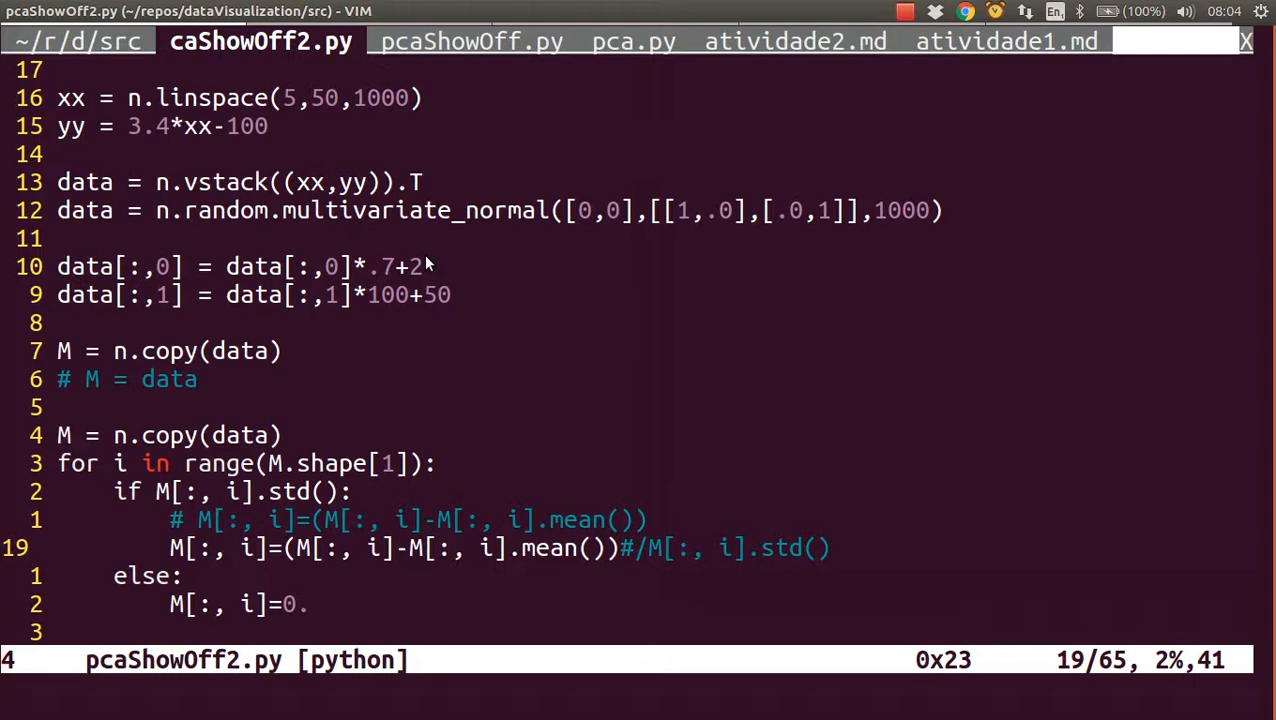 pcaShowOff2.py (~/repos/dataVisualization/src) - VIM En1 (100%) 08:04
~/r/d/src caShowOff2.py pcaShowOff.py pca.py atividade2.md atividade1.md X
17
16 xx = n.linspace(5,50,1000)
15 yy = 3.4*xx-100
14
13 data = n.vstack((xx,yy)).T
12 data = n.random.multivariate_normal([0,0],[[1,.0],[.0,1]],1000)
11
10 data[:,0] = data[:,0]*.7+2
9 data[:,1] = data[:,1]*100+50
8
7 M = n.copy(data)
6 # M = data
5
4 M = n.copy(data)
3 for i in range(M.shape[1]):
2     if M[:, i].std():
1         # M[:, i]=(M[:, i]-M[:, i].mean())
19         M[:, i]=(M[:, i]-M[:, i].mean())#/M[:, i].std()
1     else:
2         M[:, i]=0.
3
4 pcaShowOff2.py [python] 0x23 19/65, 2%,41